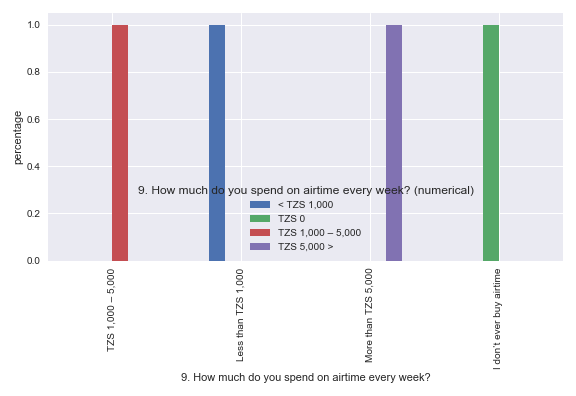 1.0
0.8
0.6
0.4
0.2
0.0
percentage
9. How much do you spend on airtime every week? (numerical)
< TZS 1,000
TZS 0
TZS 1,000 – 5,000
TZS 5,000 >
TZS 1,000 – 5,000
Less than TZS 1,000
More than TZS 5,000
I don't ever buy airtime
9. How much do you spend on airtime every week?